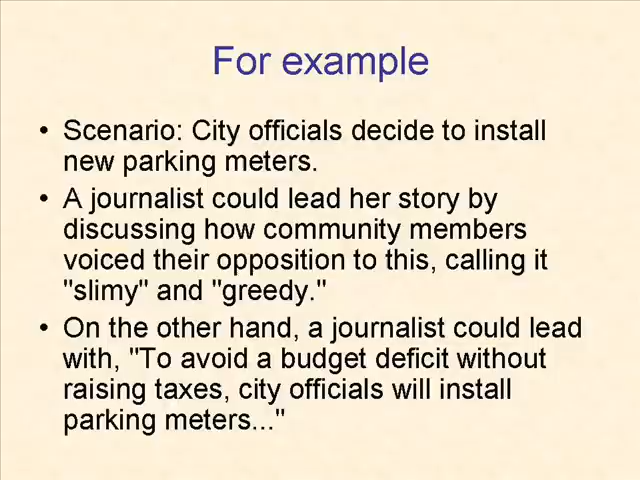 For example
• Scenario: City officials decide to install
new parking meters.
• A journalist could lead her story by
discussing how community members
voiced their opposition to this, calling it
"slimy" and "greedy."
• On the other hand, a journalist could lead
with, "To avoid a budget deficit without
raising taxes, city officials will install
parking meters..."